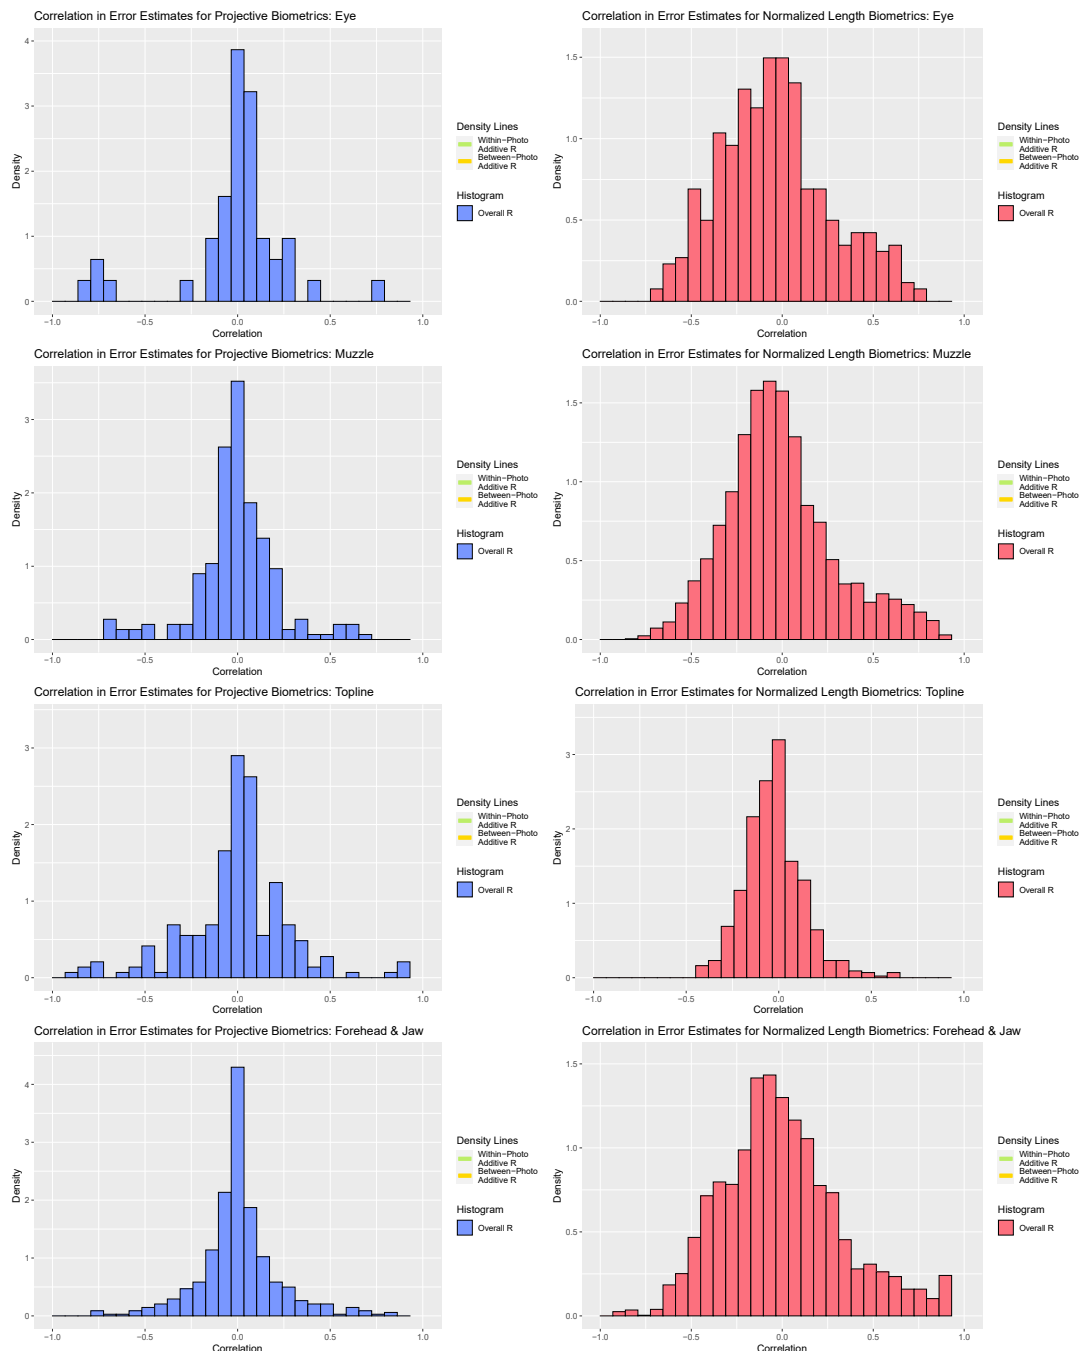 Correlation in Error Estimates for Projective Biometrics: Eye
4
3
2
1
0
Density
−1.0
−0.5
0.0
0.5
1.0
Correlation
Density Lines
Within−Photo
Additive R
Between−Photo
Additive R
Histogram
Overall R
Correlation in Error Estimates for Normalized Length Biometrics: Eye
1.5
1.0
0.5
0.0
Density
−1.0
−0.5
0.0
0.5
1.0
Correlation
Density Lines
Within−Photo
Additive R
Between−Photo
Additive R
Histogram
Overall R
Correlation in Error Estimates for Projective Biometrics: Muzzle
3
2
1
0
Density
−1.0
−0.5
0.0
0.5
1.0
Correlation
Density Lines
Within−Photo
Additive R
Between−Photo
Additive R
Histogram
Overall R
Correlation in Error Estimates for Normalized Length Biometrics: Muzzle
1.5
1.0
0.5
0.0
Density
−1.0
−0.5
0.0
0.5
1.0
Correlation
Density Lines
Within−Photo
Additive R
Between−Photo
Additive R
Histogram
Overall R
Correlation in Error Estimates for Projective Biometrics: Topline
3
2
1
0
Density
−1.0
−0.5
0.0
0.5
1.0
Correlation
Density Lines
Within−Photo
Additive R
Between−Photo
Additive R
Histogram
Overall R
Correlation in Error Estimates for Normalized Length Biometrics: Topline
3
2
1
0
Density
−1.0
−0.5
0.0
0.5
1.0
Correlation
Density Lines
Within−Photo
Additive R
Between−Photo
Additive R
Histogram
Overall R
Correlation in Error Estimates for Projective Biometrics: Forehead & Jaw
4
3
2
1
0
Density
−1.0
−0.5
0.0
0.5
1.0
Correlation
Density Lines
Within−Photo
Additive R
Between−Photo
Additive R
Histogram
Overall R
Correlation in Error Estimates for Normalized Length Biometrics: Forehead & Jaw
1.5
1.0
0.5
0.0
Density
−1.0
−0.5
0.0
0.5
1.0
Correlation
Density Lines
Within−Photo
Additive R
Between−Photo
Additive R
Histogram
Overall R